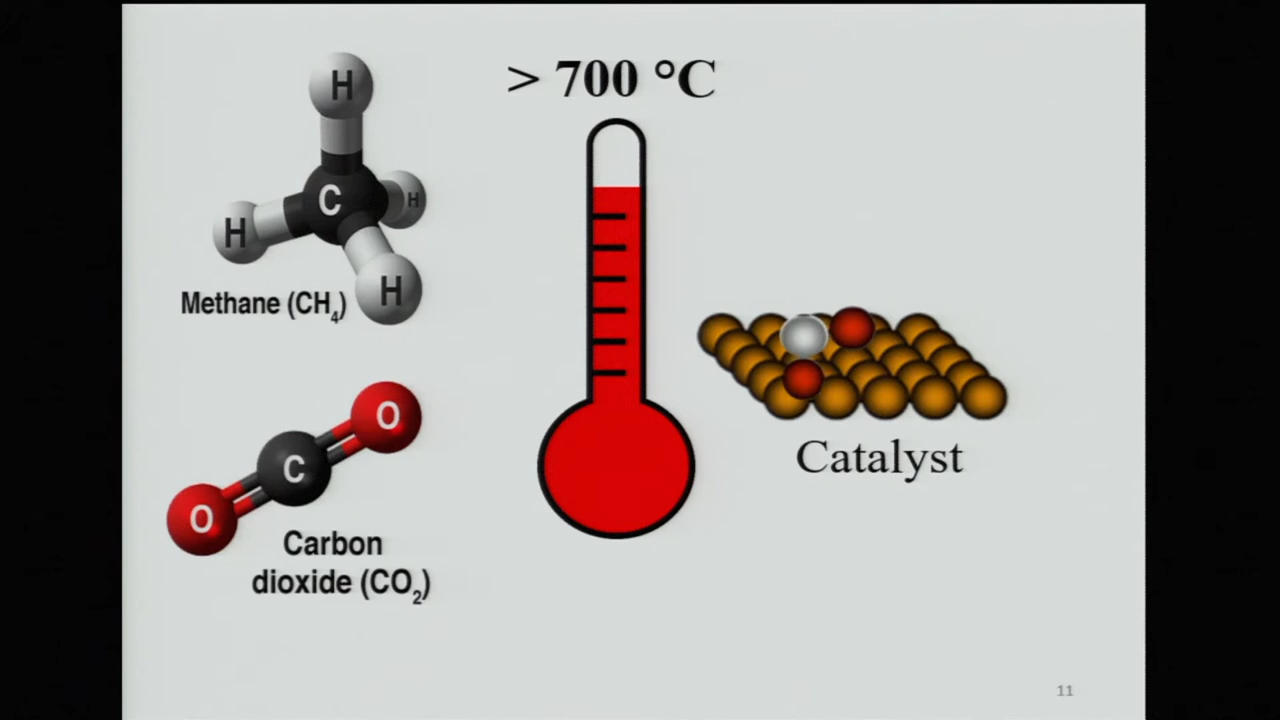 > 700 °C
H
C
H
H
H
Methane (CH₄)
O
C
O
Carbon
dioxide (CO₂)
Catalyst
11